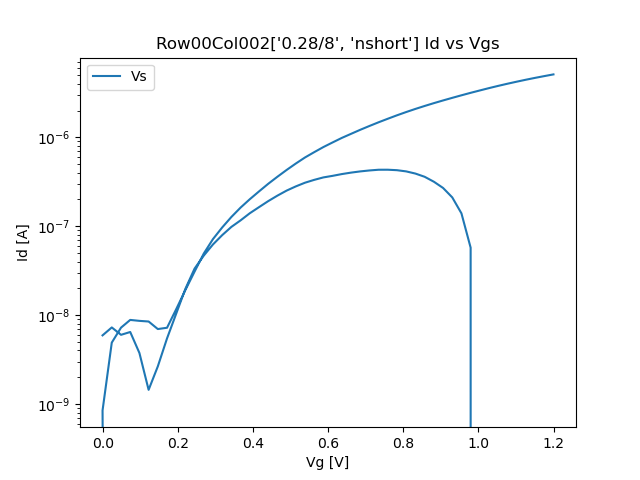 Row00Col002['0.28/8', 'nshort'] Id vs Vgs
Vs
10⁻⁶
10⁻⁷
10⁻⁸
10⁻⁹
Id [A]
0.0 0.2 0.4 0.6 0.8 1.0 1.2
Vg [V]